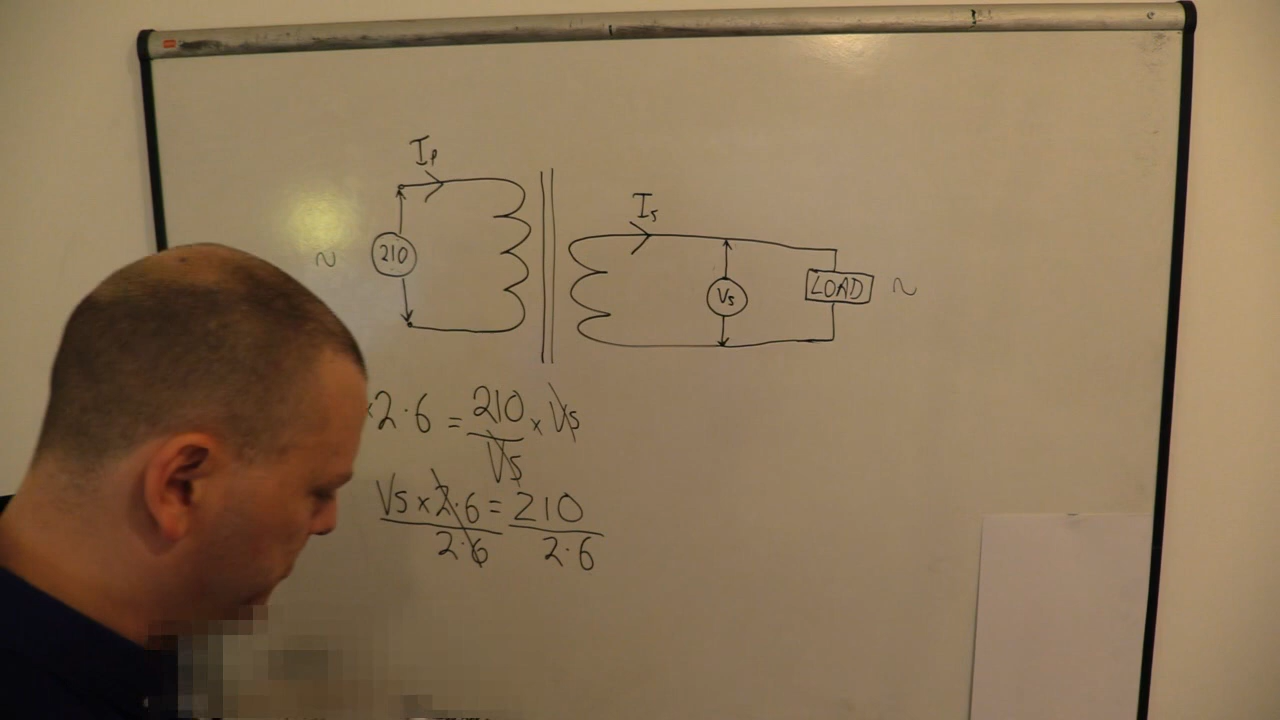 Ip
~ 210
Is
Vs
LOAD ~
×2·6 = 210/Vs × Vs
Vs × 2·6 / 2·6 = 210 / 2·6